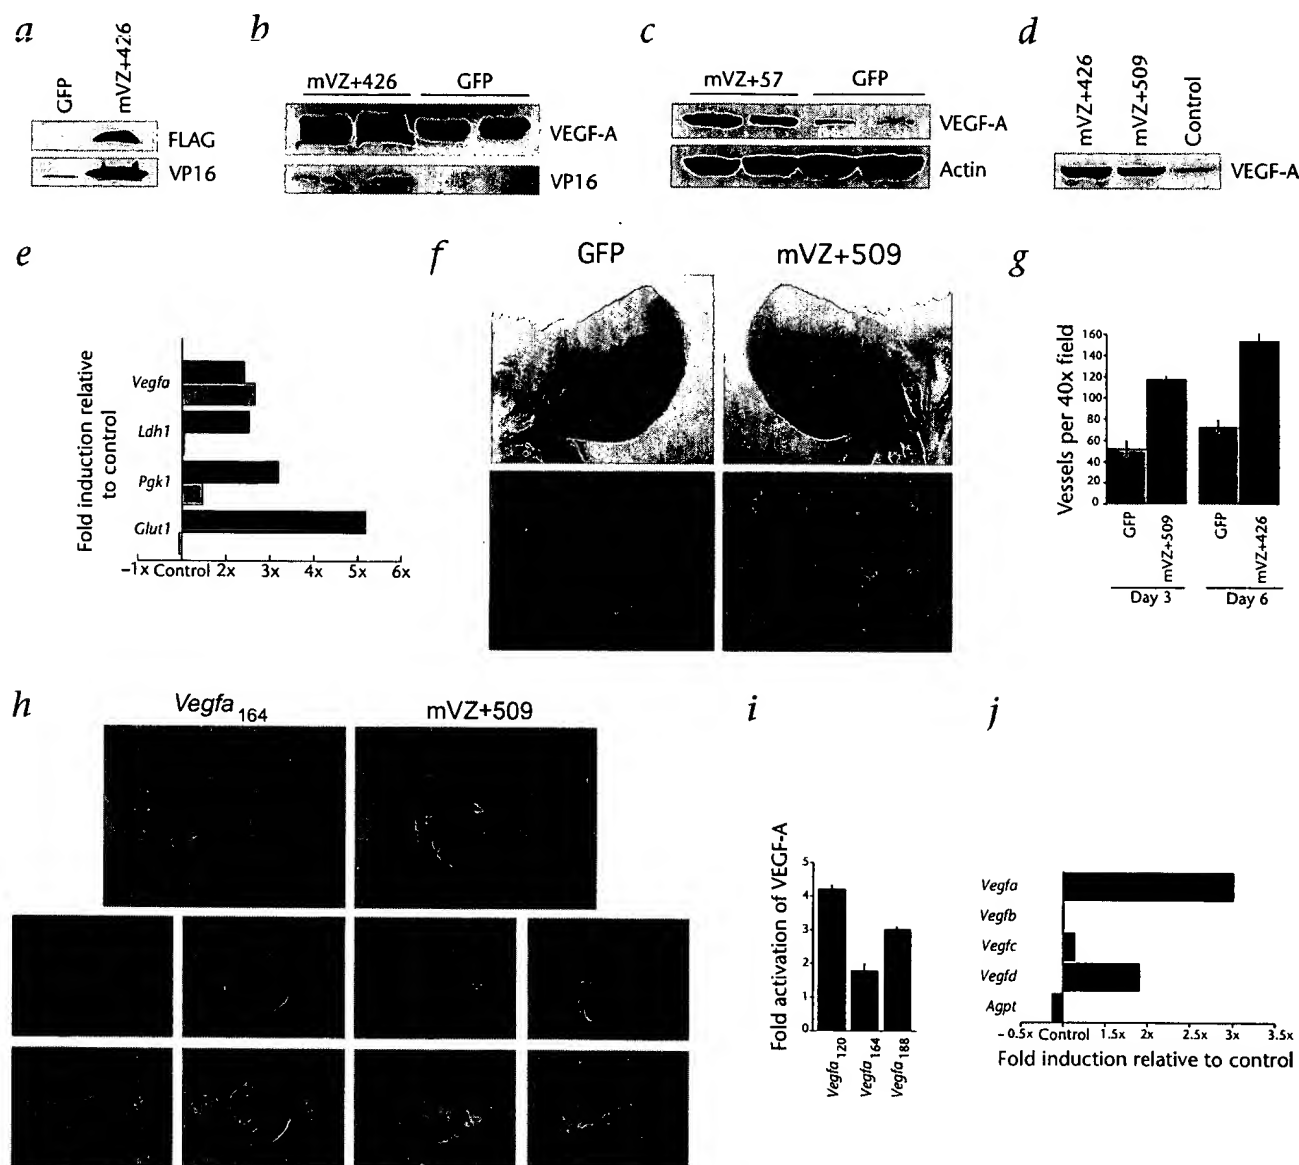 a
GFP
mVZ+426
FLAG
VP16
b
mVZ+426 GFP
VEGF-A
VP16
c
mVZ+57 GFP
VEGF-A
Actin
d
mVZ+426
mVZ+509
Control
VEGF-A
e
Fold induction relative
to control
Vegfa
Ldh1
Pgk1
Glut1
−1x Control 2x 3x 4x 5x 6x
f
GFP mVZ+509
g
Vessels per 40x field
160
140
120
100
80
60
40
20
0
GFP
mVZ+509
GFP
mVZ+426
Day 3 Day 6
h
Vegfa164 mVZ+509
i
Fold activation of VEGF-A
5
4
3
2
1
0
Vegfa120
Vegfa164
Vegfa188
j
Vegfa
Vegfb
Vegfc
Vegfd
Agpt
− 0.5x Control 1.5x 2x 2.5x 3x 3.5x
Fold induction relative to control